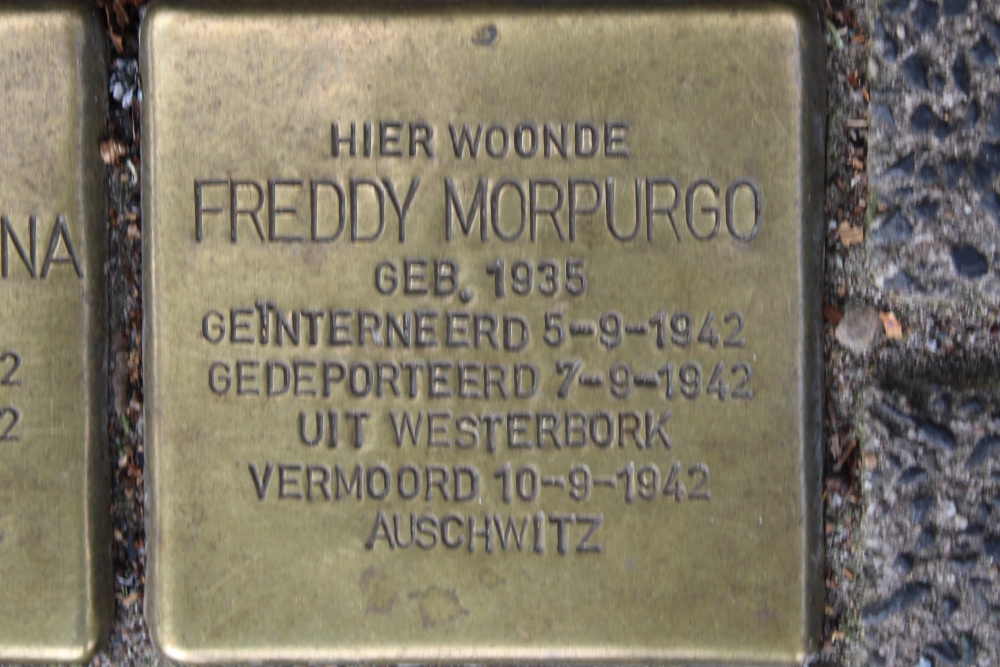 HIER WOONDE
FREDDY MORPURGO
GEB. 1935
GEÏNTERNEERD 5-9-1942
GEDEPORTEERD 7-9-1942
UIT WESTERBORK
VERMOORD 10-9-1942
AUSCHWITZ